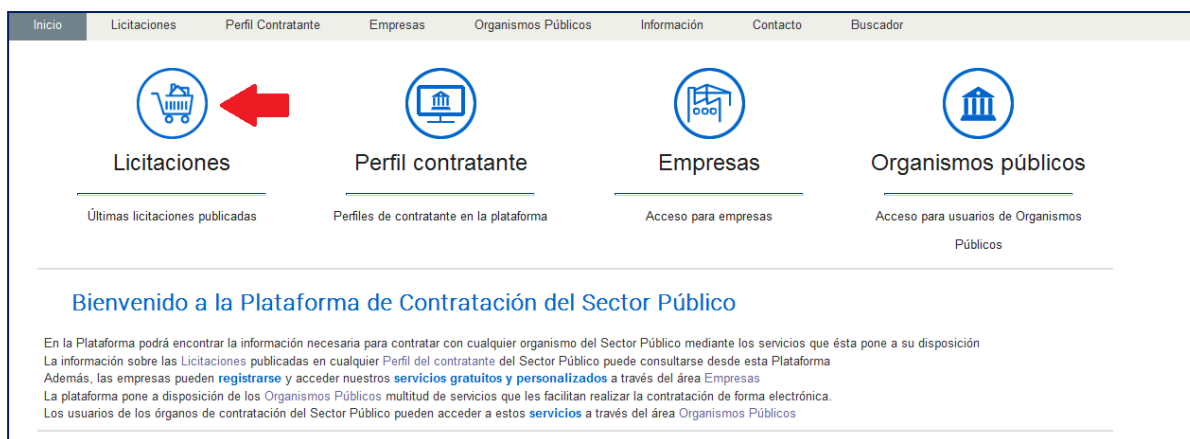 Inicio Licitaciones Perfil Contratante Empresas Organismos Públicos Información Contacto Buscador
Licitaciones Perfil contratante Empresas Organismos públicos
Últimas licitaciones publicadas Perfiles de contratante en la plataforma Acceso para empresas Acceso para usuarios de Organismos
Públicos
Bienvenido a la Plataforma de Contratación del Sector Público
En la Plataforma podrá encontrar la información necesaria para contratar con cualquier organismo del Sector Público mediante los servicios que ésta pone a su disposición
La información sobre las Licitaciones publicadas en cualquier Perfil del contratante del Sector Público puede consultarse desde esta Plataforma
Además, las empresas pueden registrarse y acceder nuestros servicios gratuitos y personalizados a través del área Empresas
La plataforma pone a disposición de los Organismos Públicos multitud de servicios que les facilitan realizar la contratación de forma electrónica.
Los usuarios de los órganos de contratación del Sector Público pueden acceder a estos servicios a través del área Organismos Públicos